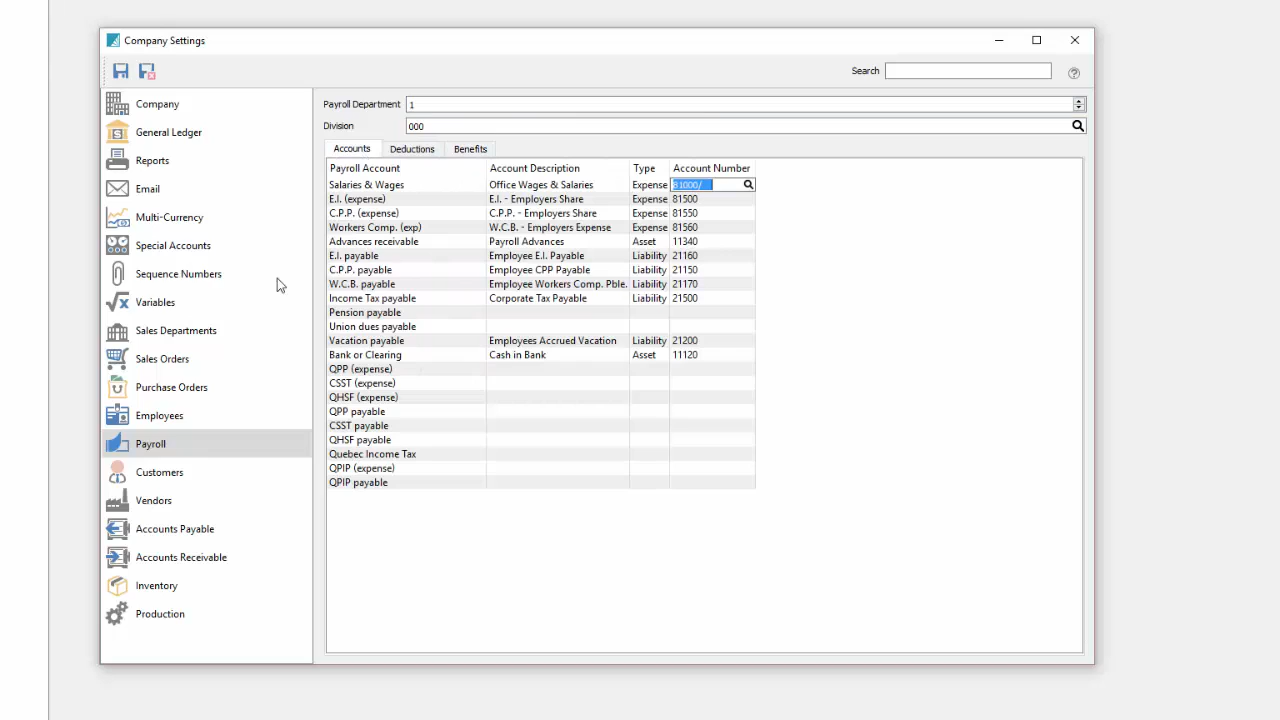 Company Settings
Search
Company
General Ledger
Reports
Email
Multi-Currency
Special Accounts
Sequence Numbers
Variables
Sales Departments
Sales Orders
Purchase Orders
Employees
Payroll
Customers
Vendors
Accounts Payable
Accounts Receivable
Inventory
Production
Payroll Department 1
Division 000
Accounts Deductions Benefits
Payroll Account Account Description Type Account Number
Salaries & Wages Office Wages & Salaries Expense 81000/
E.I. (expense) E.I. - Employers Share Expense 81500
C.P.P. (expense) C.P.P. - Employers Share Expense 81550
Workers Comp. (exp) W.C.B. - Employers Expense Expense 81560
Advances receivable Payroll Advances Asset 11340
E.I. payable Employee E.I. Payable Liability 21160
C.P.P. payable Employee CPP Payable Liability 21150
W.C.B. payable Employee Workers Comp. Pble. Liability 21170
Income Tax payable Corporate Tax Payable Liability 21500
Pension payable
Union dues payable
Vacation payable Employees Accrued Vacation Liability 21200
Bank or Clearing Cash in Bank Asset 11120
QPP (expense)
CSST (expense)
QHSF (expense)
QPP payable
CSST payable
QHSF payable
Quebec Income Tax
QPIP (expense)
QPIP payable